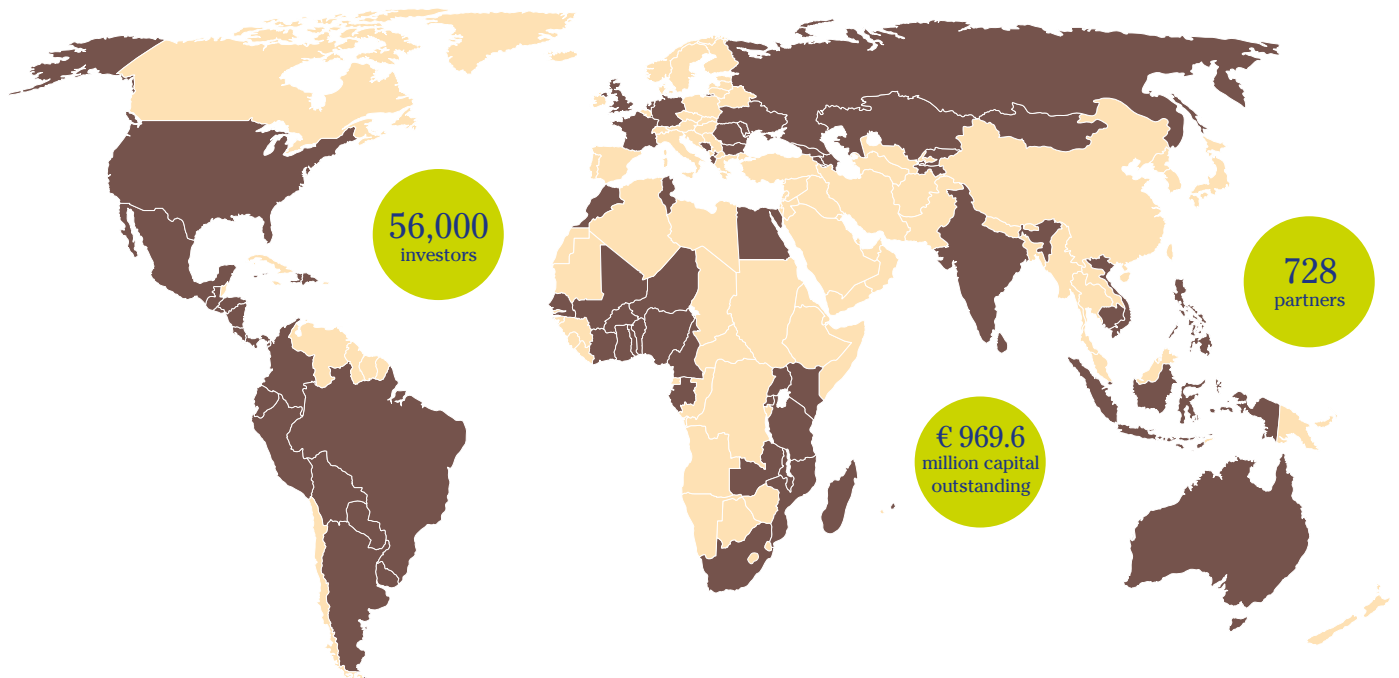 56,000
investors
728
partners
€ 969.6
million capital
outstanding